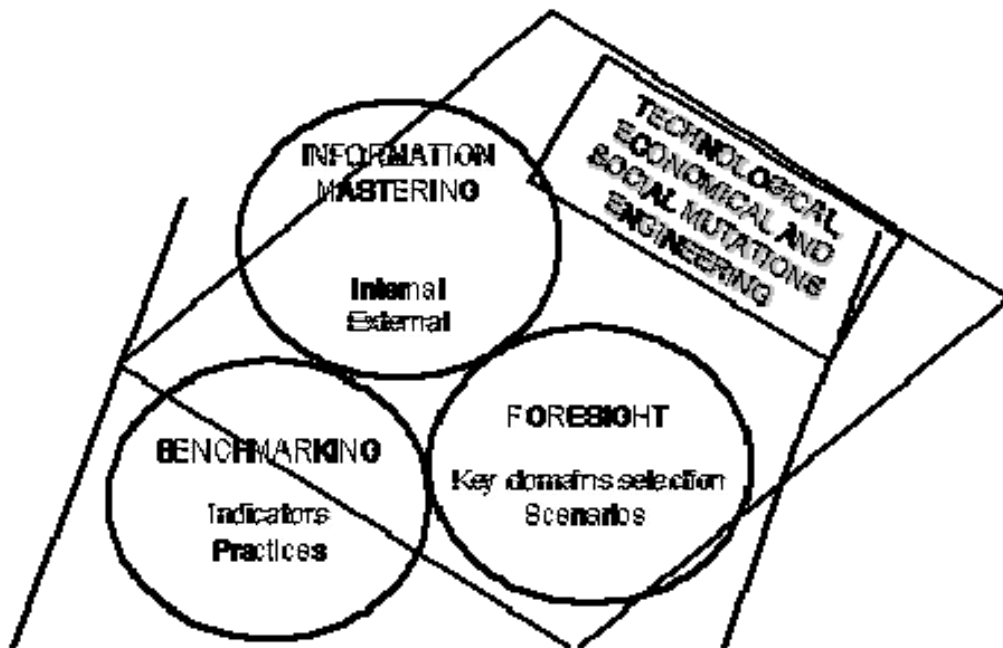 INFORMATION
MASTERING
Internal
External
TECHNOLOGICAL,
ECONOMICAL AND
SOCIAL MUTATIONS
ENGINEERING
BENCHMARKING
Indicators
Practices
FORESIGHT
Key domains selection
Scenarios